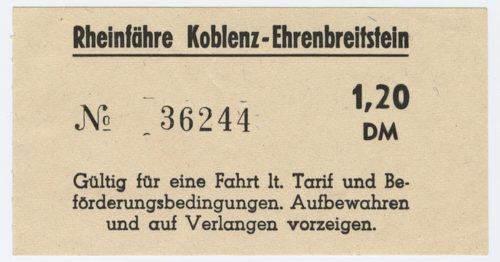 Rheinfähre Koblenz-Ehrenbreitstein
№ 36244
1,20
DM
Gültig für eine Fahrt lt. Tarif und Be-
förderungsbedingungen. Aufbewahren
und auf Verlangen vorzeigen.